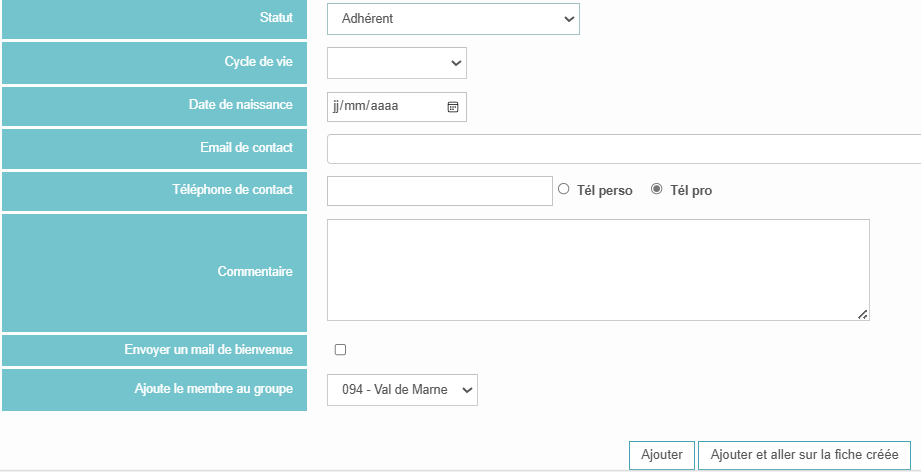 Statut Adhérent
Cycle de vie
Date de naissance jj/mm/aaaa
Email de contact
Téléphone de contact Tél perso Tél pro
Commentaire
Envoyer un mail de bienvenue
Ajoute le membre au groupe 094 - Val de Marne
Ajouter Ajouter et aller sur la fiche créée